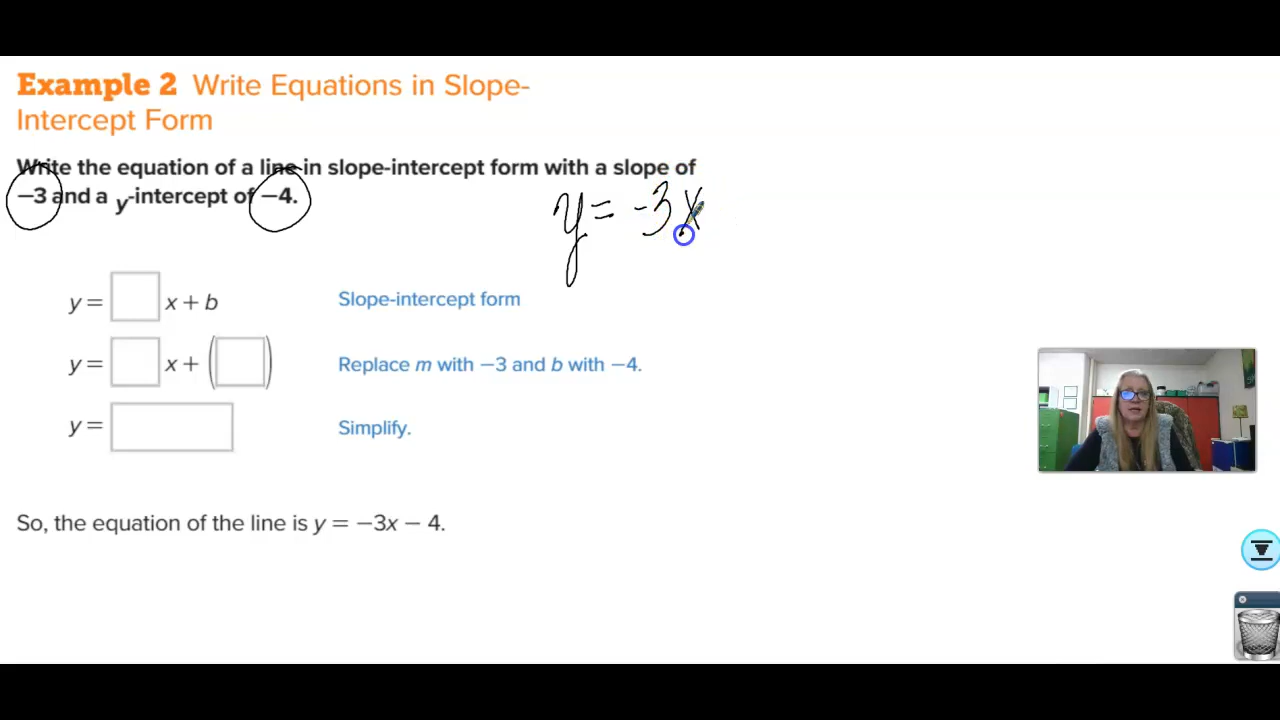 Example 2 Write Equations in Slope-
Intercept Form
Write the equation of a line in slope-intercept form with a slope of
−3 and a y-intercept of −4.
y = -3x
y = x + b
Slope-intercept form
y = x + ( )
Replace m with −3 and b with −4.
y =
Simplify.
So, the equation of the line is y = −3x − 4.